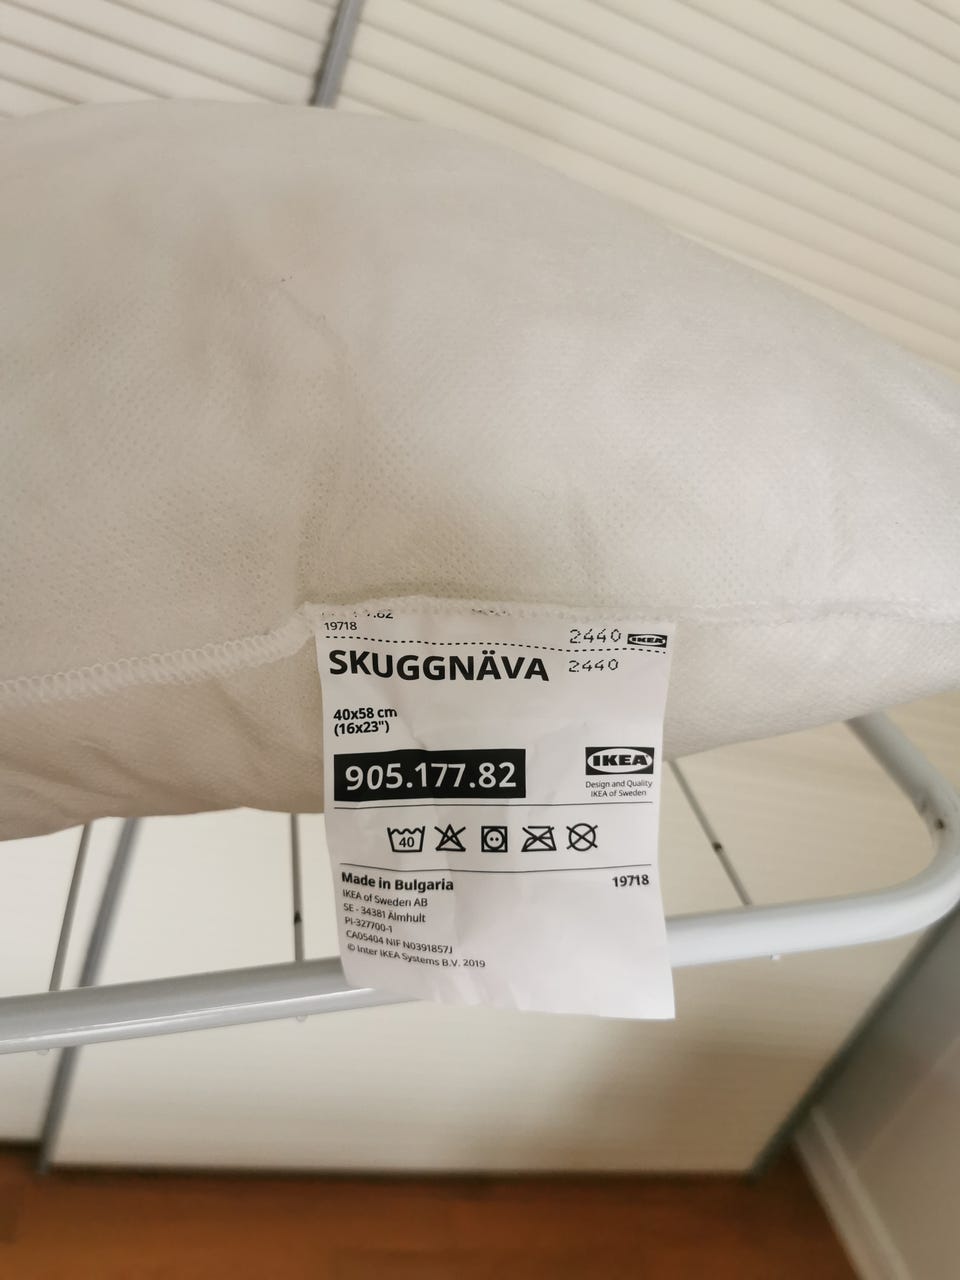 19718
2440 IKEA
SKUGGNÄVA 2440
40x58 cm
(16x23")
905.177.82
IKEA
Design and Quality
IKEA of Sweden
40
Made in Bulgaria 19718
IKEA of Sweden AB
SE - 34381 Älmhult
PI-327700-1
CA05404 NIF N0391857J
© Inter IKEA Systems B.V. 2019